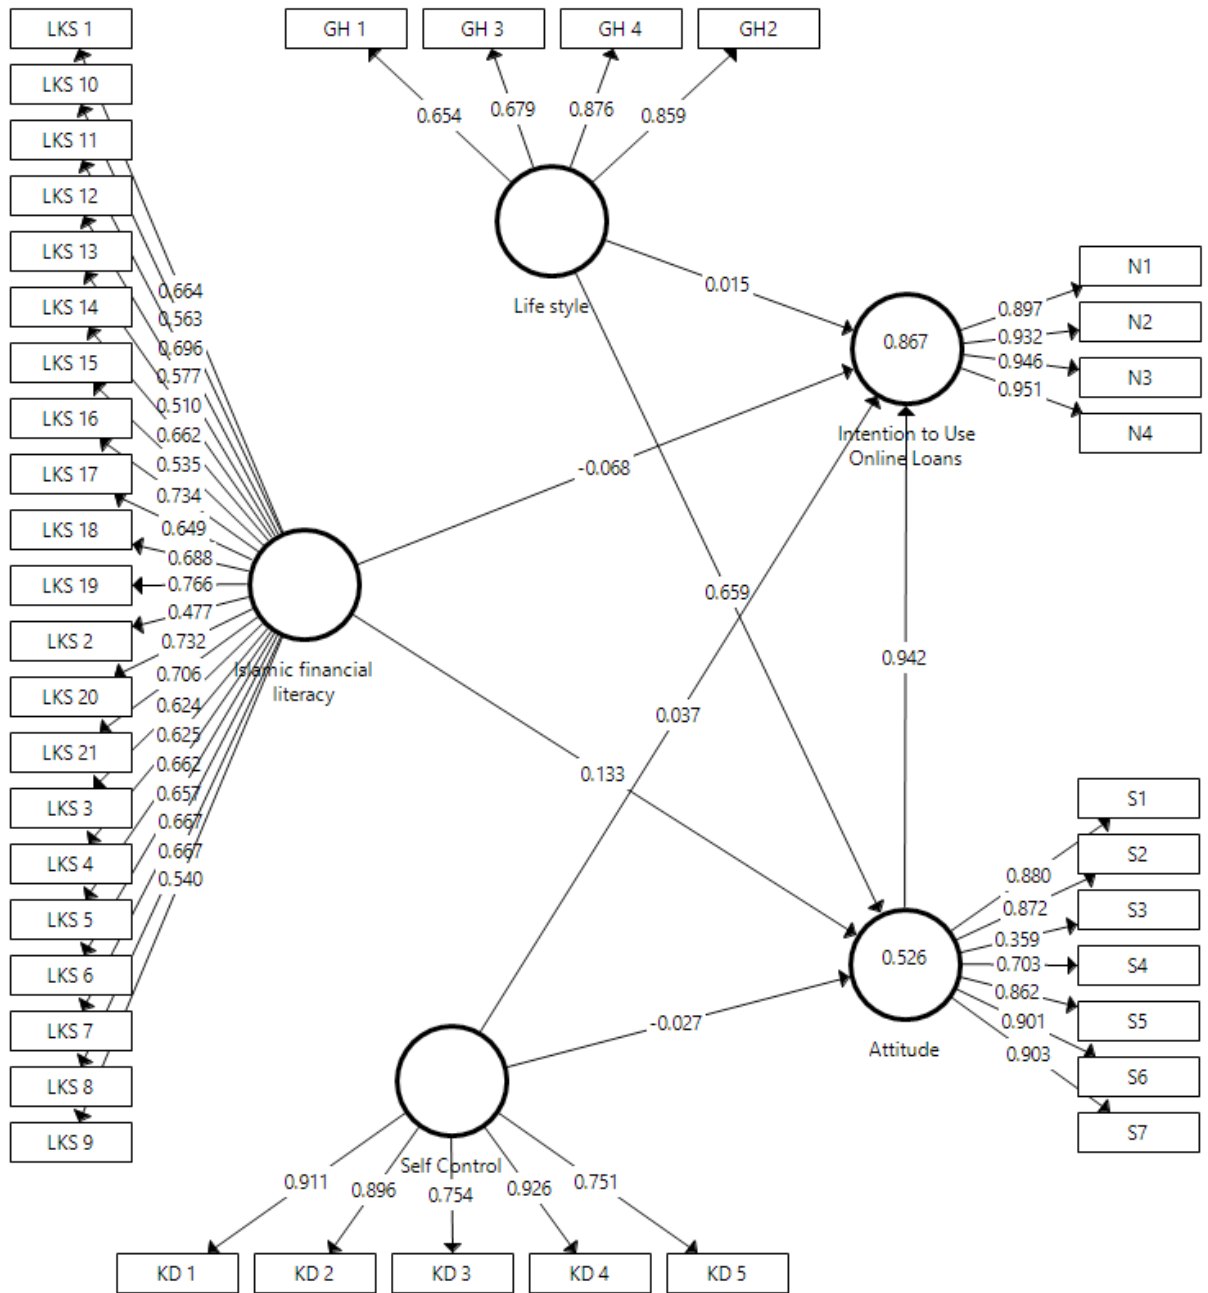 LKS 1
LKS 10
LKS 11
LKS 12
LKS 13
LKS 14
LKS 15
LKS 16
LKS 17
LKS 18
LKS 19
LKS 2
LKS 20
LKS 21
LKS 3
LKS 4
LKS 5
LKS 6
LKS 7
LKS 8
LKS 9
0.664
0.563
0.696
0.577
0.510
0.662
0.535
0.734
0.649
0.688
0.766
0.477
0.732
0.706
0.624
0.625
0.662
0.657
0.667
0.667
0.540
Islamic financial
literacy
GH 1
GH 3
GH 4
GH2
0.654
0.679
0.876
0.859
Life style
0.015
-0.068
0.659
0.037
0.133
0.942
-0.027
0.867
Intention to Use
Online Loans
0.897
0.932
0.946
0.951
N1
N2
N3
N4
0.526
Attitude
0.880
0.872
0.359
0.703
0.862
0.901
0.903
S1
S2
S3
S4
S5
S6
S7
Self Control
0.911
0.896
0.754
0.926
0.751
KD 1
KD 2
KD 3
KD 4
KD 5